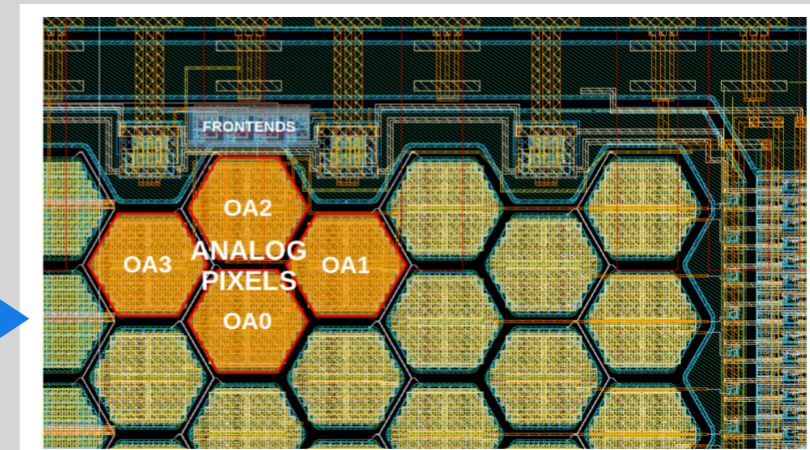 FRONTENDS
OA2
ANALOG
PIXELS
OA3
OA1
OA0